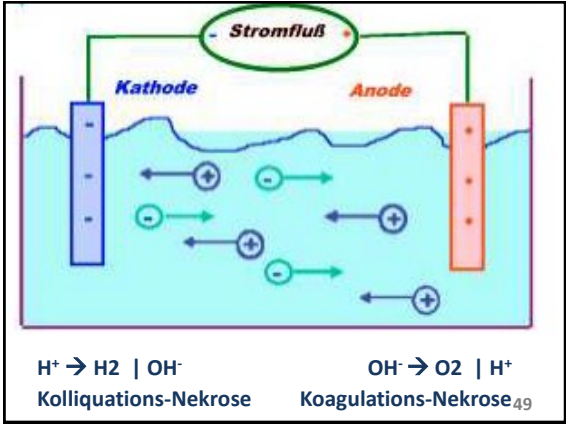 - Stromfluß +
Kathode Anode
H⁺ → H2 | OH⁻ OH⁻ → O2 | H⁺
Kolliquations-Nekrose Koagulations-Nekrose 49